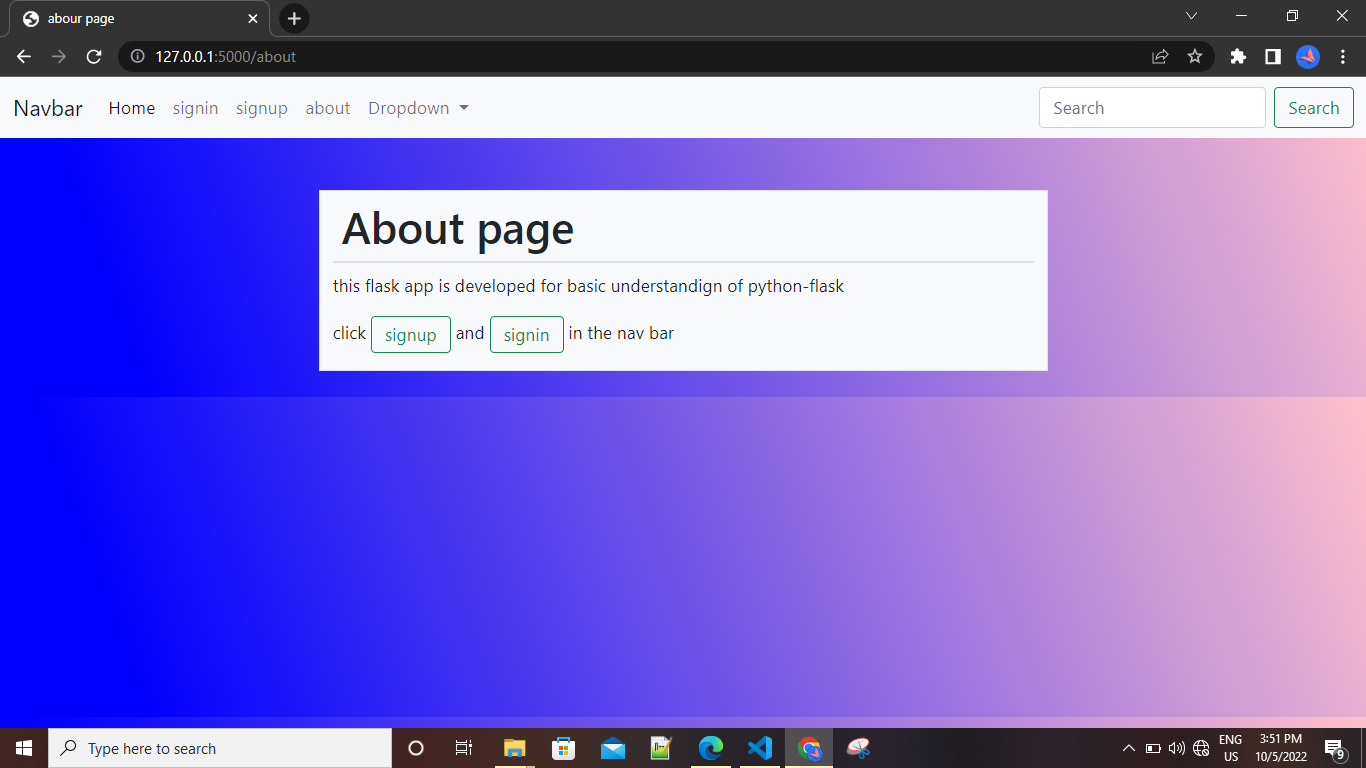 abour page
127.0.0.1:5000/about
Navbar Home signin signup about Dropdown Search Search
About page
this flask app is developed for basic understandign of python-flask
click signup and signin in the nav bar
Type here to search
ENG 3:51 PM
US 10/5/2022 9